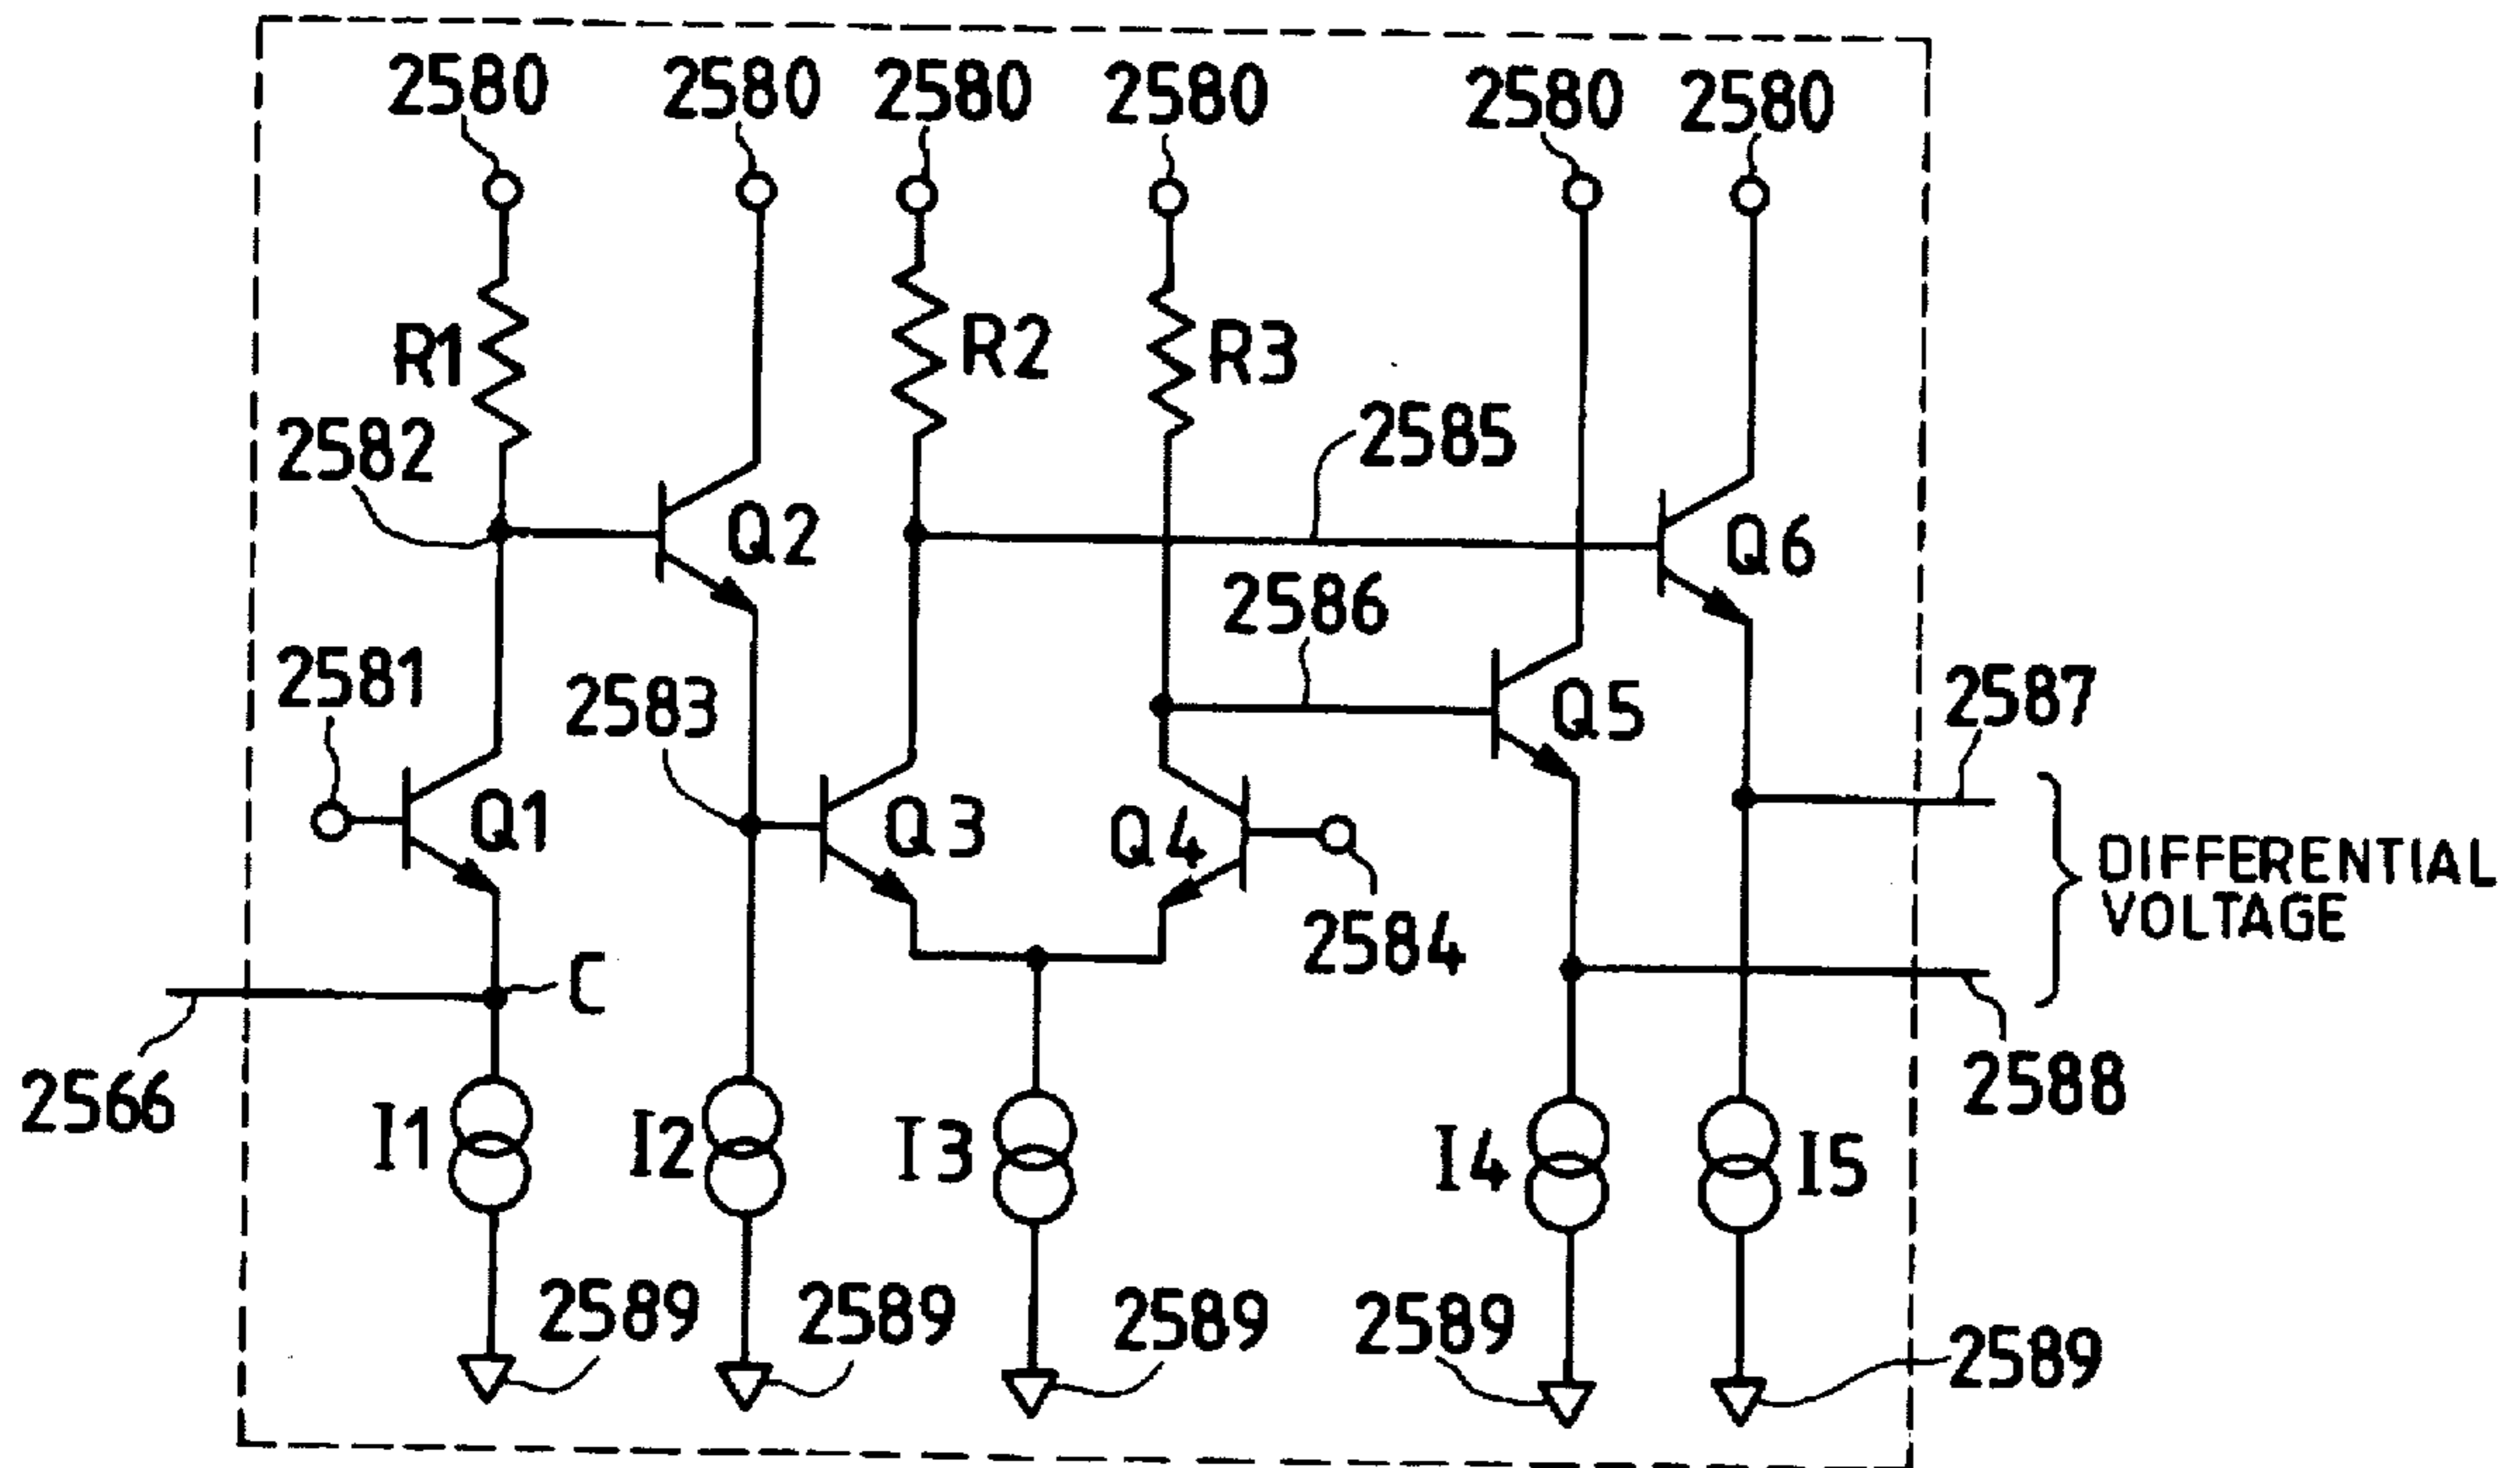 2580 2580 2580 2580 2580 2580
R1 R2 R3
2582 2585
Q2 Q6
2586
2581 2583 Q5 2587
Q1 Q3 Q4
DIFFERENTIAL
VOLTAGE
2584
C
2566 2588
I1 I2 I3 I4 I5
2589 2589 2589 2589 2589